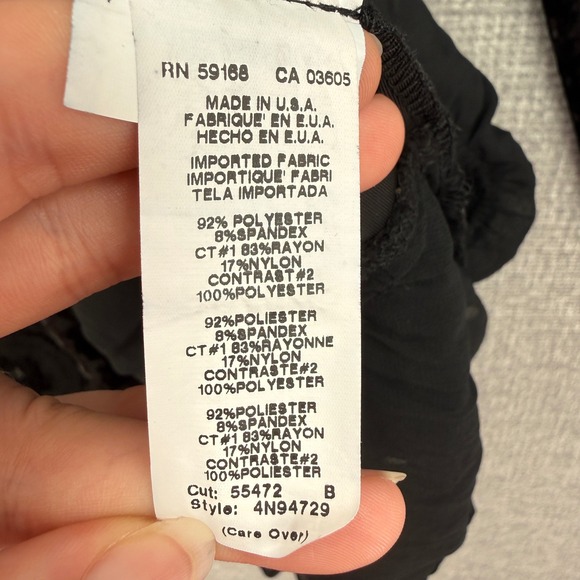 RN 59168 CA 03605
MADE IN U.S.A.
FABRIQUE' EN E.U.A.
HECHO EN E.U.A.
IMPORTED FABRIC
IMPORTIQUE' FABRI
TELA IMPORTADA
92% POLYESTER
8%SPANDEX
CT#1 83%RAYON
17%NYLON
CONTRAST#2
100%POLYESTER
92%POLIESTER
8%SPANDEX
CT#1 83%RAYONNE
17%NYLON
CONTRASTE#2
100%POLYESTER
92%POLIESTER
8%SPANDEX
CT#1 83%RAYON
17%NYLON
CONTRASTE#2
100%POLIESTER
Cut: 55472 B
Style: 4N94729
(Care Over)